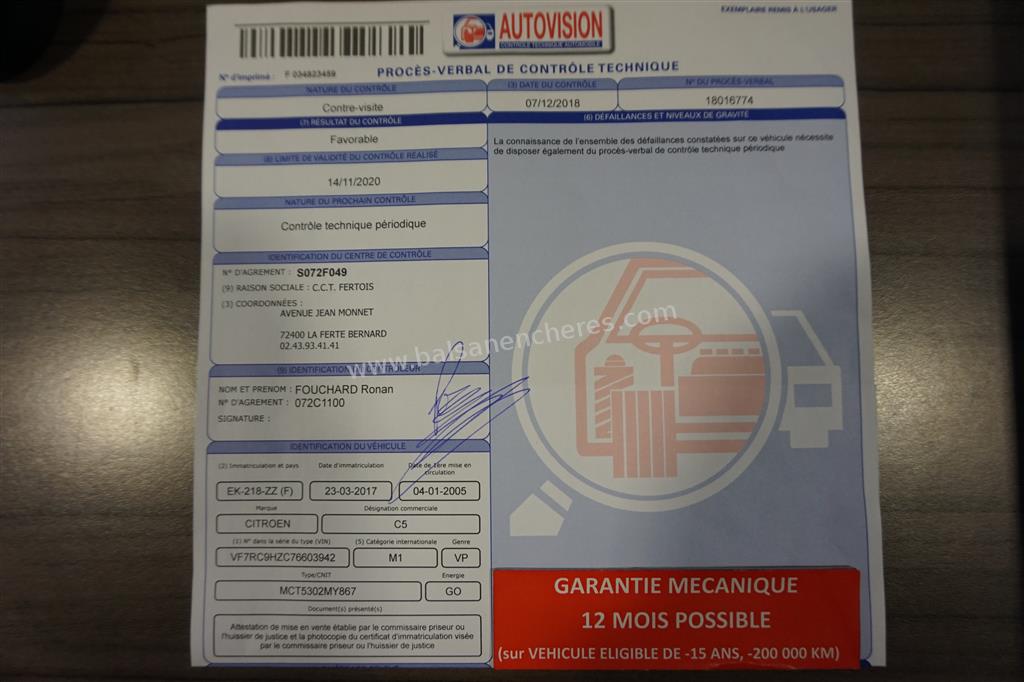 EXEMPLAIRE REMIS À L'USAGER
AUTOVISION
CONTROLE TECHNIQUE AUTOMOBILE
N° d'imprimé : F 034823459
PROCÈS-VERBAL DE CONTRÔLE TECHNIQUE
NATURE DU CONTRÔLE
Contre-visite
(3) DATE DU CONTRÔLE
07/12/2018
N° DU PROCÈS-VERBAL
18016774
(7) RÉSULTAT DU CONTRÔLE
Favorable
(8) LIMITE DE VALIDITÉ DU CONTRÔLE RÉALISÉ
14/11/2020
NATURE DU PROCHAIN CONTRÔLE
Contrôle technique périodique
(6) DÉFAILLANCES ET NIVEAUX DE GRAVITÉ
La connaissance de l'ensemble des défaillances constatées sur ce véhicule nécessite
de disposer également du procès-verbal de contrôle technique périodique
IDENTIFICATION DU CENTRE DE CONTRÔLE
N° D'AGREMENT : S072F049
(9) RAISON SOCIALE : C.C.T. FERTOIS
(3) COORDONNÉES :
AVENUE JEAN MONNET
72400 LA FERTE BERNARD
02.43.93.41.41
www.balsanencheres.com
(9) IDENTIFICATION DU CONTRÔLEUR
NOM ET PRENOM : FOUCHARD Ronan
N° D'AGREMENT : 072C1100
SIGNATURE :
IDENTIFICATION DU VÉHICULE
(2) Immatriculation et pays Date d'immatriculation Date de 1ère mise en
circulation
EK-218-ZZ (F) 23-03-2017 04-01-2005
Marque Désignation commerciale
CITROEN C5
(1) N° dans la série du type (VIN) (5) Catégorie internationale Genre
VF7RC9HZC76603942 M1 VP
Type/CNIT Energie
MCT5302MY867 GO
Document(s) présenté(s)
Attestation de mise en vente établie par le commissaire priseur ou
l'huissier de justice et la photocopie du certificat d'immatriculation visée
par le commissaire priseur ou l'huissier de justice
GARANTIE MECANIQUE
12 MOIS POSSIBLE
(sur VEHICULE ELIGIBLE DE -15 ANS, -200 000 KM)